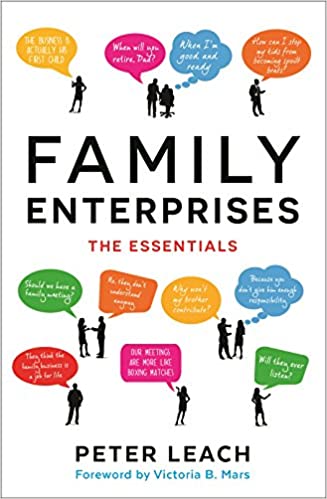 THE BUSINESS IS
ACTUALLY HIS
FIRST CHILD
When will you
retire, Dad?
When I'm
good and
ready
How can I stop
my kids from
becoming spoilt
brats?
FAMILY
ENTERPRISES
THE ESSENTIALS
Should we have a
family meeting?
No, they don't
understand
anyway
Why won't
my brother
contribute?
Because you
don't give him enough
responsibility
They think the
family business is
a job for life
OUR MEETINGS
ARE MORE LIKE
BOXING MATCHES
Will they
ever listen?
PETER LEACH
Foreword by Victoria B. Mars